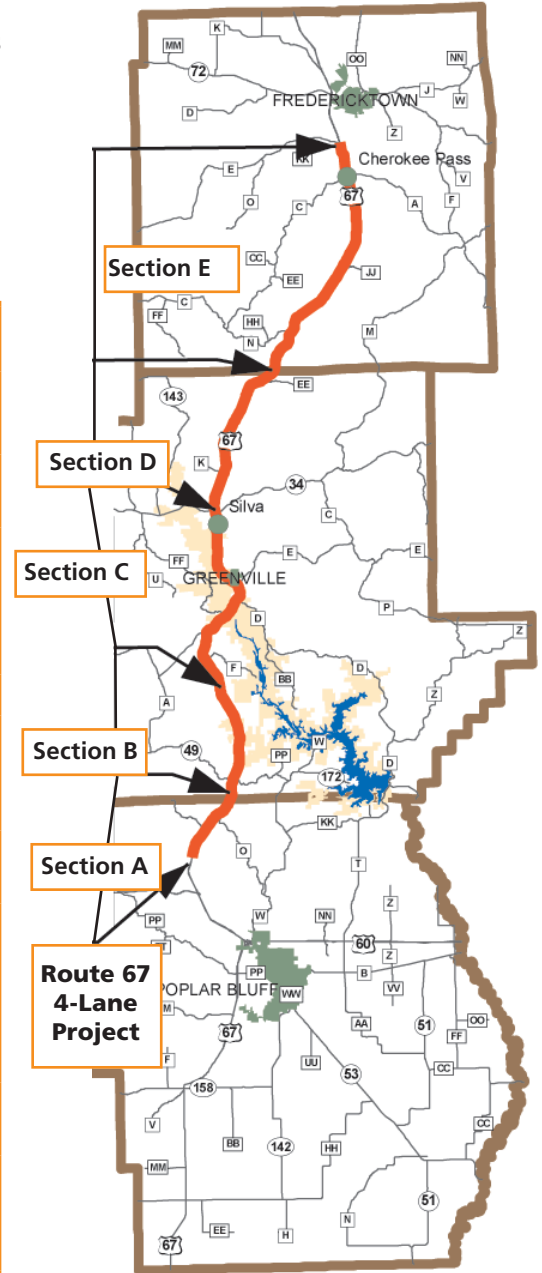 K
MM
OO
NN
72
FREDERICKTOWN
J
W
D
Z
KK
Cherokee Pass
E
V
67
O
C
A
F
Section E
CC
EE
JJ
C
FF
HH
N
M
EE
143
67
Section D
K
34
Silva
C
Section C
FF
E
E
U
GREENVILLE
P
D
Z
F
D
BB
A
Z
Section B
49
PP
W
D
172
KK
Section A
O
T
Z
PP
W
NN
60
Z
Route 67
4-Lane
Project
PP
B
POPLAR BLUFF
WW
VV
M
67
AA
51
OO
FF
F
UU
53
CC
158
V
BB
142
HH
CC
MM
51
N
EE
H
67